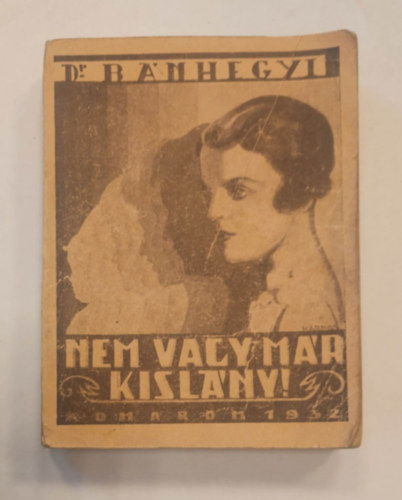 Dr BÁNHEGYI
NEM VAGY MÁR
KISLÁNY!
KOMÁROM 1932